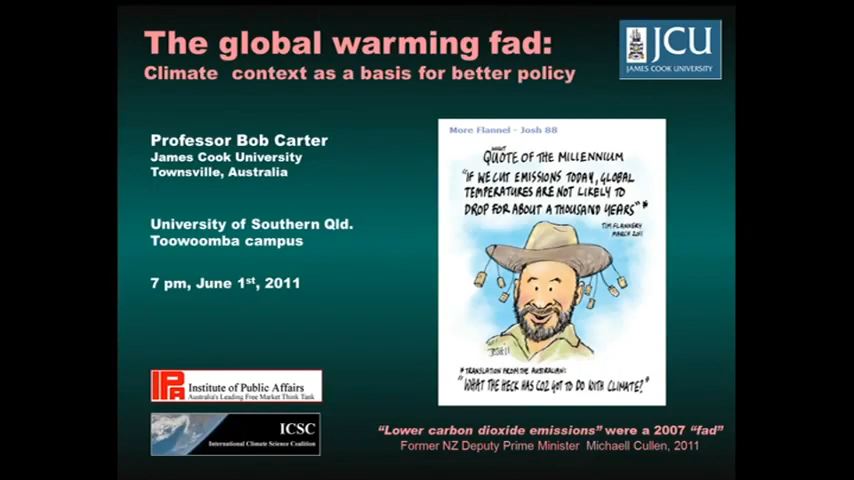 The global warming fad:
Climate context as a basis for better policy
JCU
JAMES COOK UNIVERSITY
Professor Bob Carter
James Cook University
Townsville, Australia
University of Southern Qld.
Toowoomba campus
7 pm, June 1st, 2011
More Flannel - Josh 88
QUOTE OF THE MILLENNIUM
"IF WE CUT EMISSIONS TODAY, GLOBAL
TEMPERATURES ARE NOT LIKELY TO
DROP FOR ABOUT A THOUSAND YEARS"*
TIM FLANNERY
MARCH 2011
* TRANSLATION FROM THE AUSTRALIAN:
"WHAT THE HECK HAS CO2 GOT TO DO WITH CLIMATE?"
IPA
Institute of Public Affairs
Australia's Leading Free Market Think Tank
ICSC
International Climate Science Coalition
"Lower carbon dioxide emissions" were a 2007 "fad"
Former NZ Deputy Prime Minister Michaell Cullen, 2011